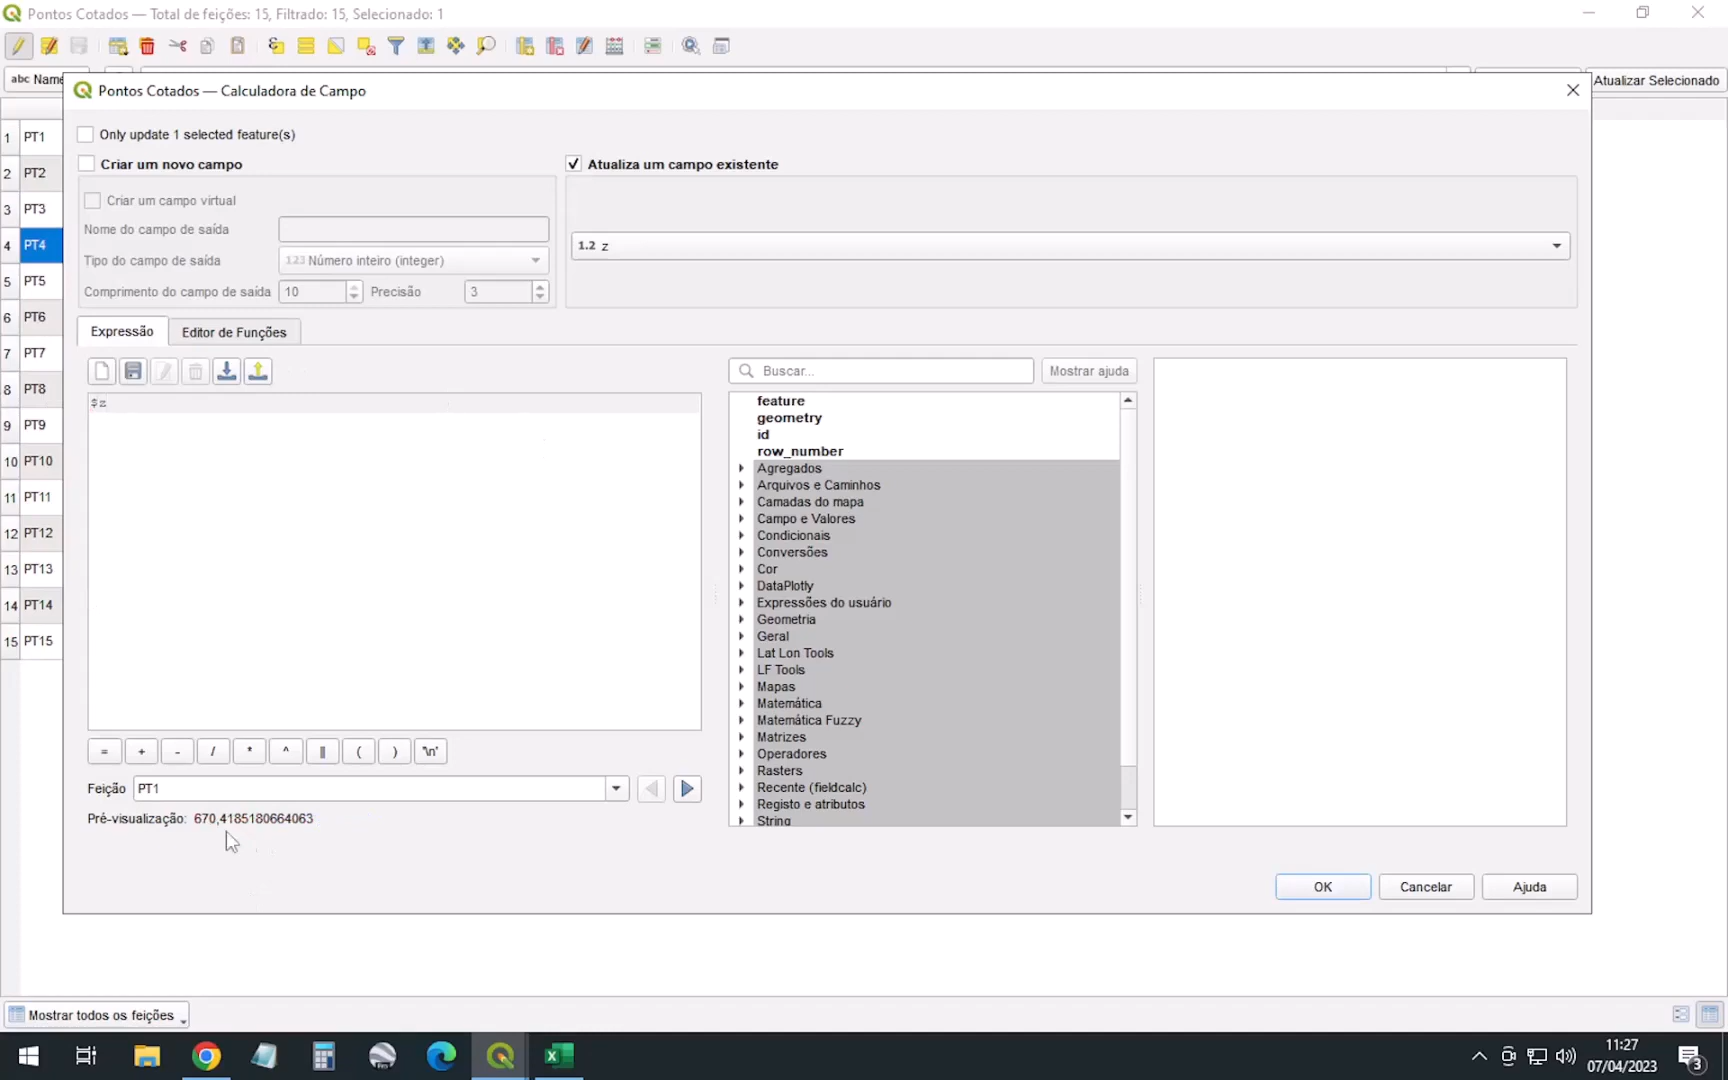 Pontos Cotados — Total de feições: 15, Filtrado: 15, Selecionado: 1
abc Name
Atualizar Selecionado
Pontos Cotados — Calculadora de Campo
Only update 1 selected feature(s)
Criar um novo campo
Atualiza um campo existente
Criar um campo virtual
Nome do campo de saída
1.2 z
Tipo do campo de saída
123 Número inteiro (integer)
Comprimento do campo de saída 10 Precisão 3
Expressão Editor de Funções
Buscar...
Mostrar ajuda
$z
feature
geometry
id
row_number
Agregados
Arquivos e Caminhos
Camadas do mapa
Campo e Valores
Condicionais
Conversões
Cor
DataPlotly
Expressões do usuário
Geometria
Geral
Lat Lon Tools
LF Tools
Mapas
Matemática
Matemática Fuzzy
Matrizes
Operadores
Rasters
Recente (fieldcalc)
Registo e atributos
String
= + - / * ^ || ( ) '\n'
Feição PT1
Pré-visualização: 670,4185180664063
OK Cancelar Ajuda
1 PT1
2 PT2
3 PT3
4 PT4
5 PT5
6 PT6
7 PT7
8 PT8
9 PT9
10 PT10
11 PT11
12 PT12
13 PT13
14 PT14
15 PT15
Mostrar todos os feições
11:27
07/04/2023
3